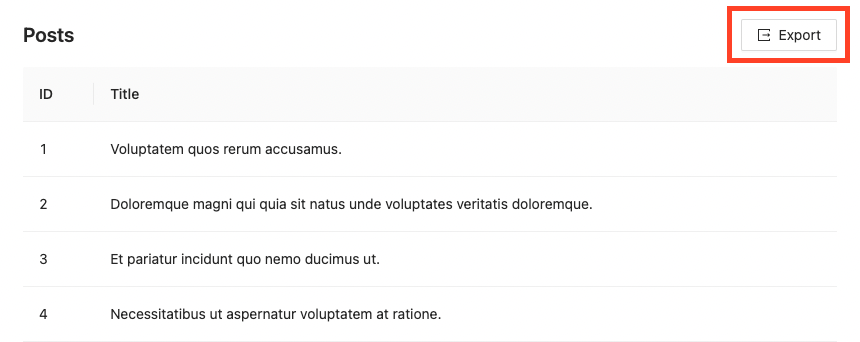 Posts
Export
ID Title
1 Voluptatem quos rerum accusamus.
2 Doloremque magni qui quia sit natus unde voluptates veritatis doloremque.
3 Et pariatur incidunt quo nemo ducimus ut.
4 Necessitatibus ut aspernatur voluptatem at ratione.